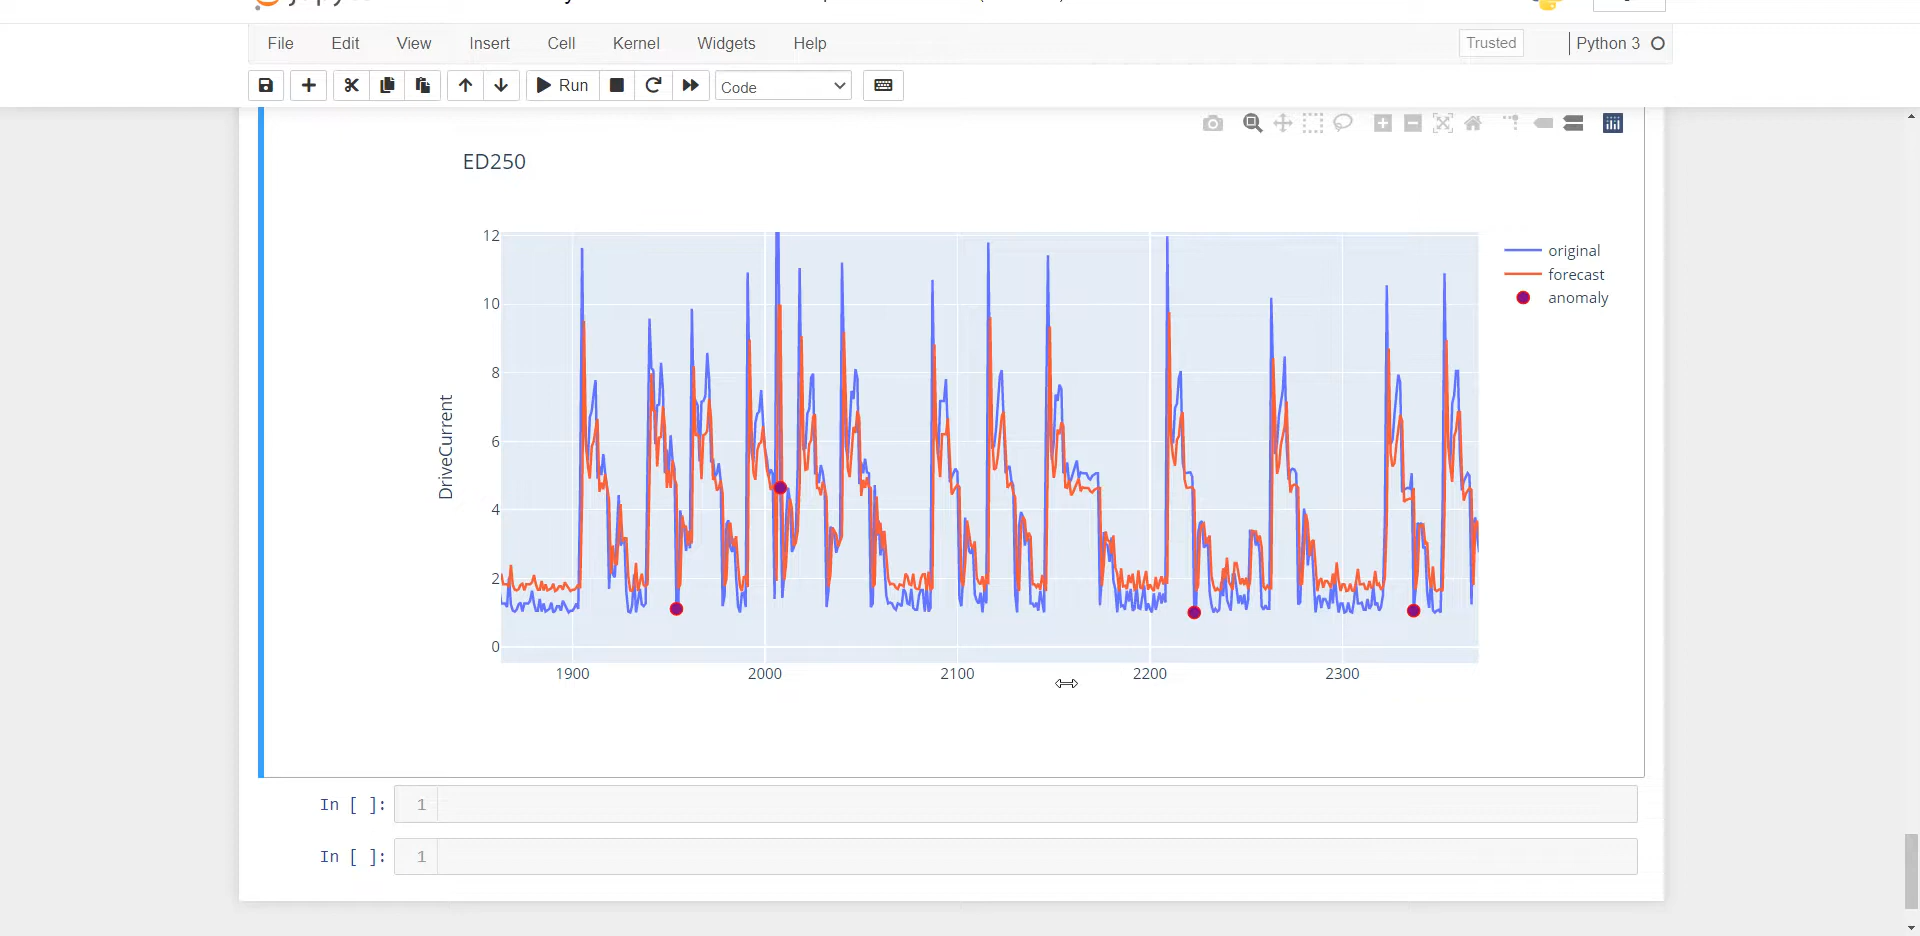 File Edit View Insert Cell Kernel Widgets Help Trusted Python 3
Run Code
ED250
original
forecast
anomaly
DriveCurrent
12
10
8
6
4
2
0
1900 2000 2100 2200 2300
In [ ]: 1
In [ ]: 1